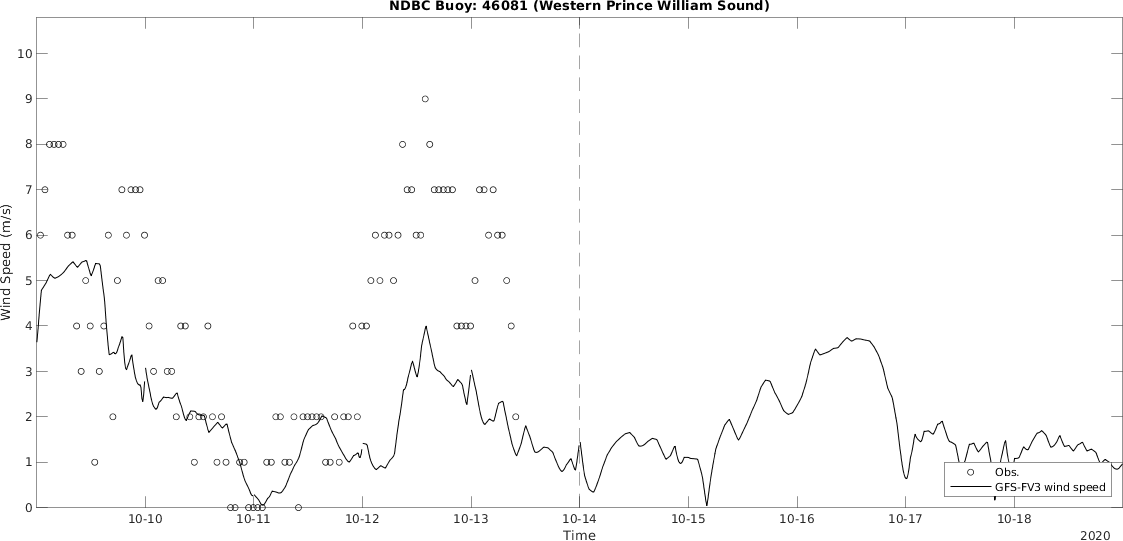 NDBC Buoy: 46081 (Western Prince William Sound)
Wind Speed (m/s)
10
9
8
7
6
5
4
3
2
1
0
Obs.
GFS-FV3 wind speed
10-10 10-11 10-12 10-13 10-14 10-15 10-16 10-17 10-18
Time
2020